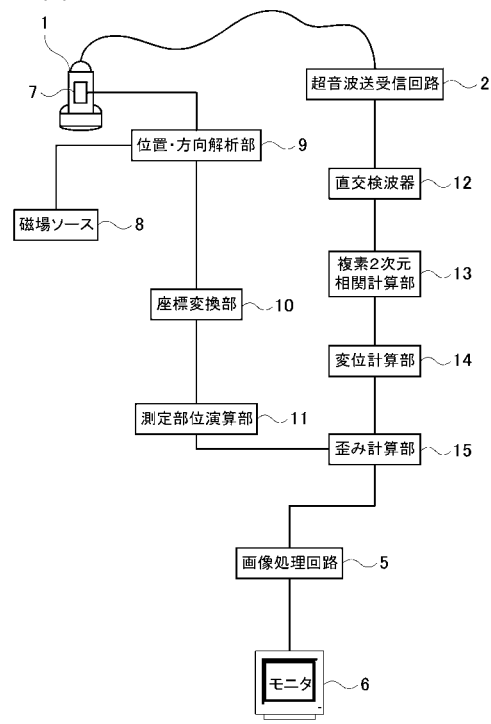 1
7
超音波送受信回路
2
位置・方向解析部
9
直交検波器
12
磁場ソース
8
複素2次元
相関計算部
13
座標変換部
10
変位計算部
14
測定部位演算部
11
歪み計算部
15
画像処理回路
5
モニタ
6